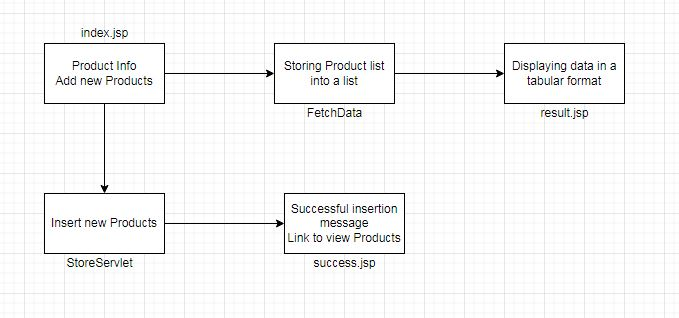 index.jsp
Product Info
Add new Products
Storing Product list
into a list
FetchData
Displaying data in a
tabular format
result.jsp
Insert new Products
StoreServlet
Successful insertion
message
Link to view Products
success.jsp